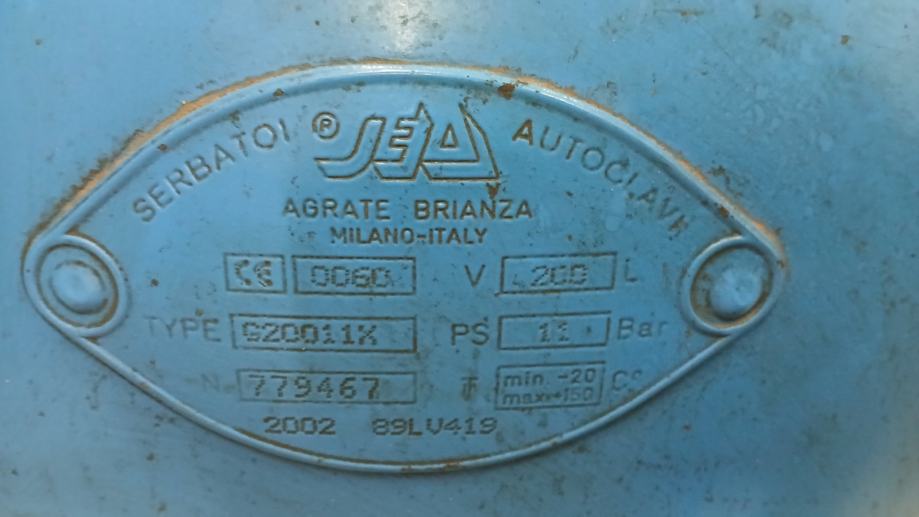 SERBATOI ® SEA AUTOCLAVI
AGRATE BRIANZA
MILANO-ITALY
CE 0060 V 200 L
TYPE G20011X PS 11 Bar
N 779467 T min. -20 max. +150 C°
2002 89LV419